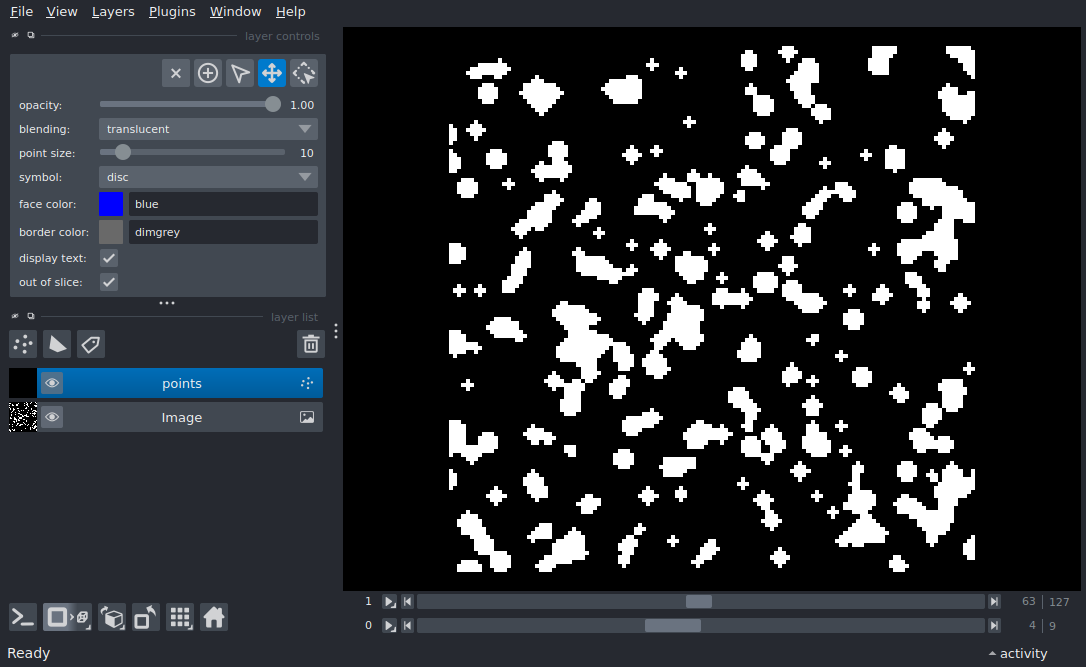 File View Layers Plugins Window Help
layer controls
opacity: 1.00
blending: translucent
point size: 10
symbol: disc
face color: blue
border color: dimgrey
display text:
out of slice:
layer list
points
Image
1 63 | 127
0 4 | 9
Ready activity